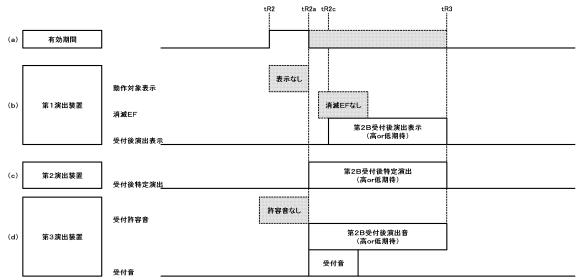 tR2 tR2a tR2c tR3
(a) 有効期間
表示なし
動作対象表示
(b) 第1演出装置
消滅EF
消滅EFなし
第2B受付後演出表示
(高or低期待)
受付後演出表示
(c) 第2演出装置
第2B受付後特定演出
(高or低期待)
受付後特定演出
許容音なし
受付許容音
(d) 第3演出装置
第2B受付後演出音
(高or低期待)
受付音
受付音